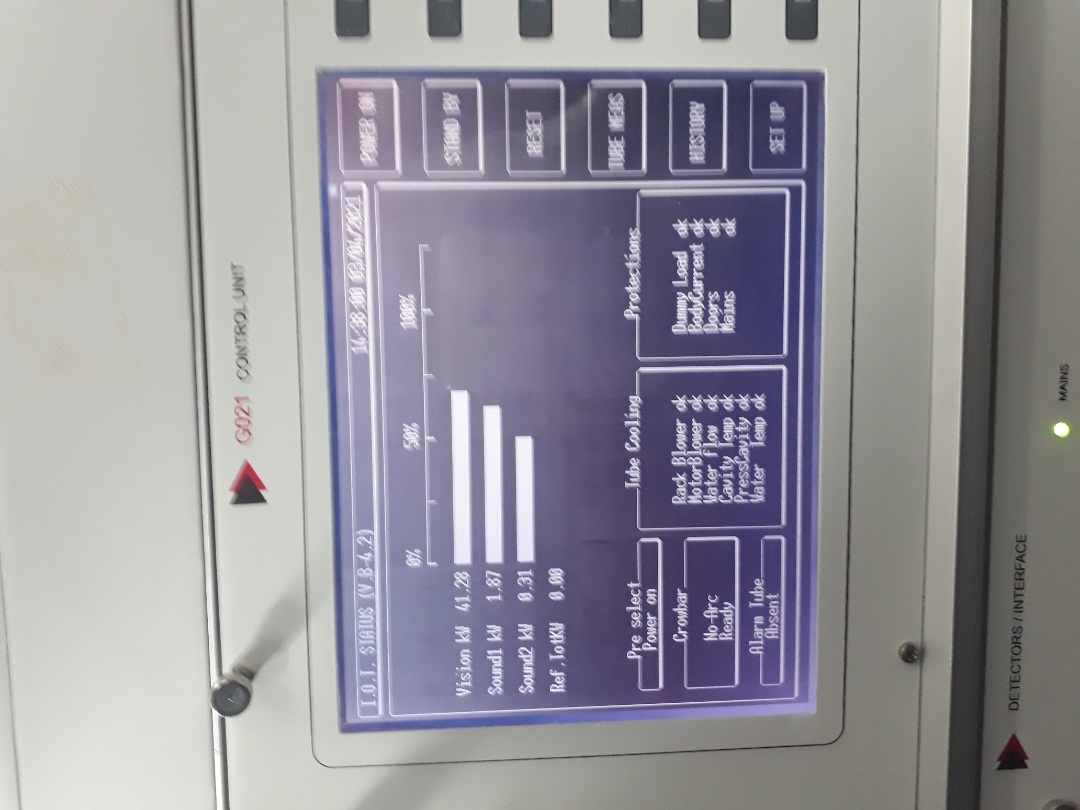 G021 CONTROL UNIT
I.O.T. STATUS (V.B-4.2) 14:38:00 03/04/2021
POWER ON
0% 50% 100%
Vision kW 41.28
STAND BY
Sound1 kW 1.87
Sound2 kW 0.31
RESET
Ref.TotKW 0.00
TUBE MEAS
Pre select
Power on
Tube Cooling
Protections
Crowbar
No-Arc
Ready
Alarm Tube
Absent
Rack Blower ok
MotorBlower ok
Water flow ok
Cavity Temp ok
PressCavity ok
Water Temp ok
Dummy Load ok
BodyCurrent ok
Doors ok
Mains ok
HISTORY
SET UP
DETECTORS / INTERFACE
MAINS